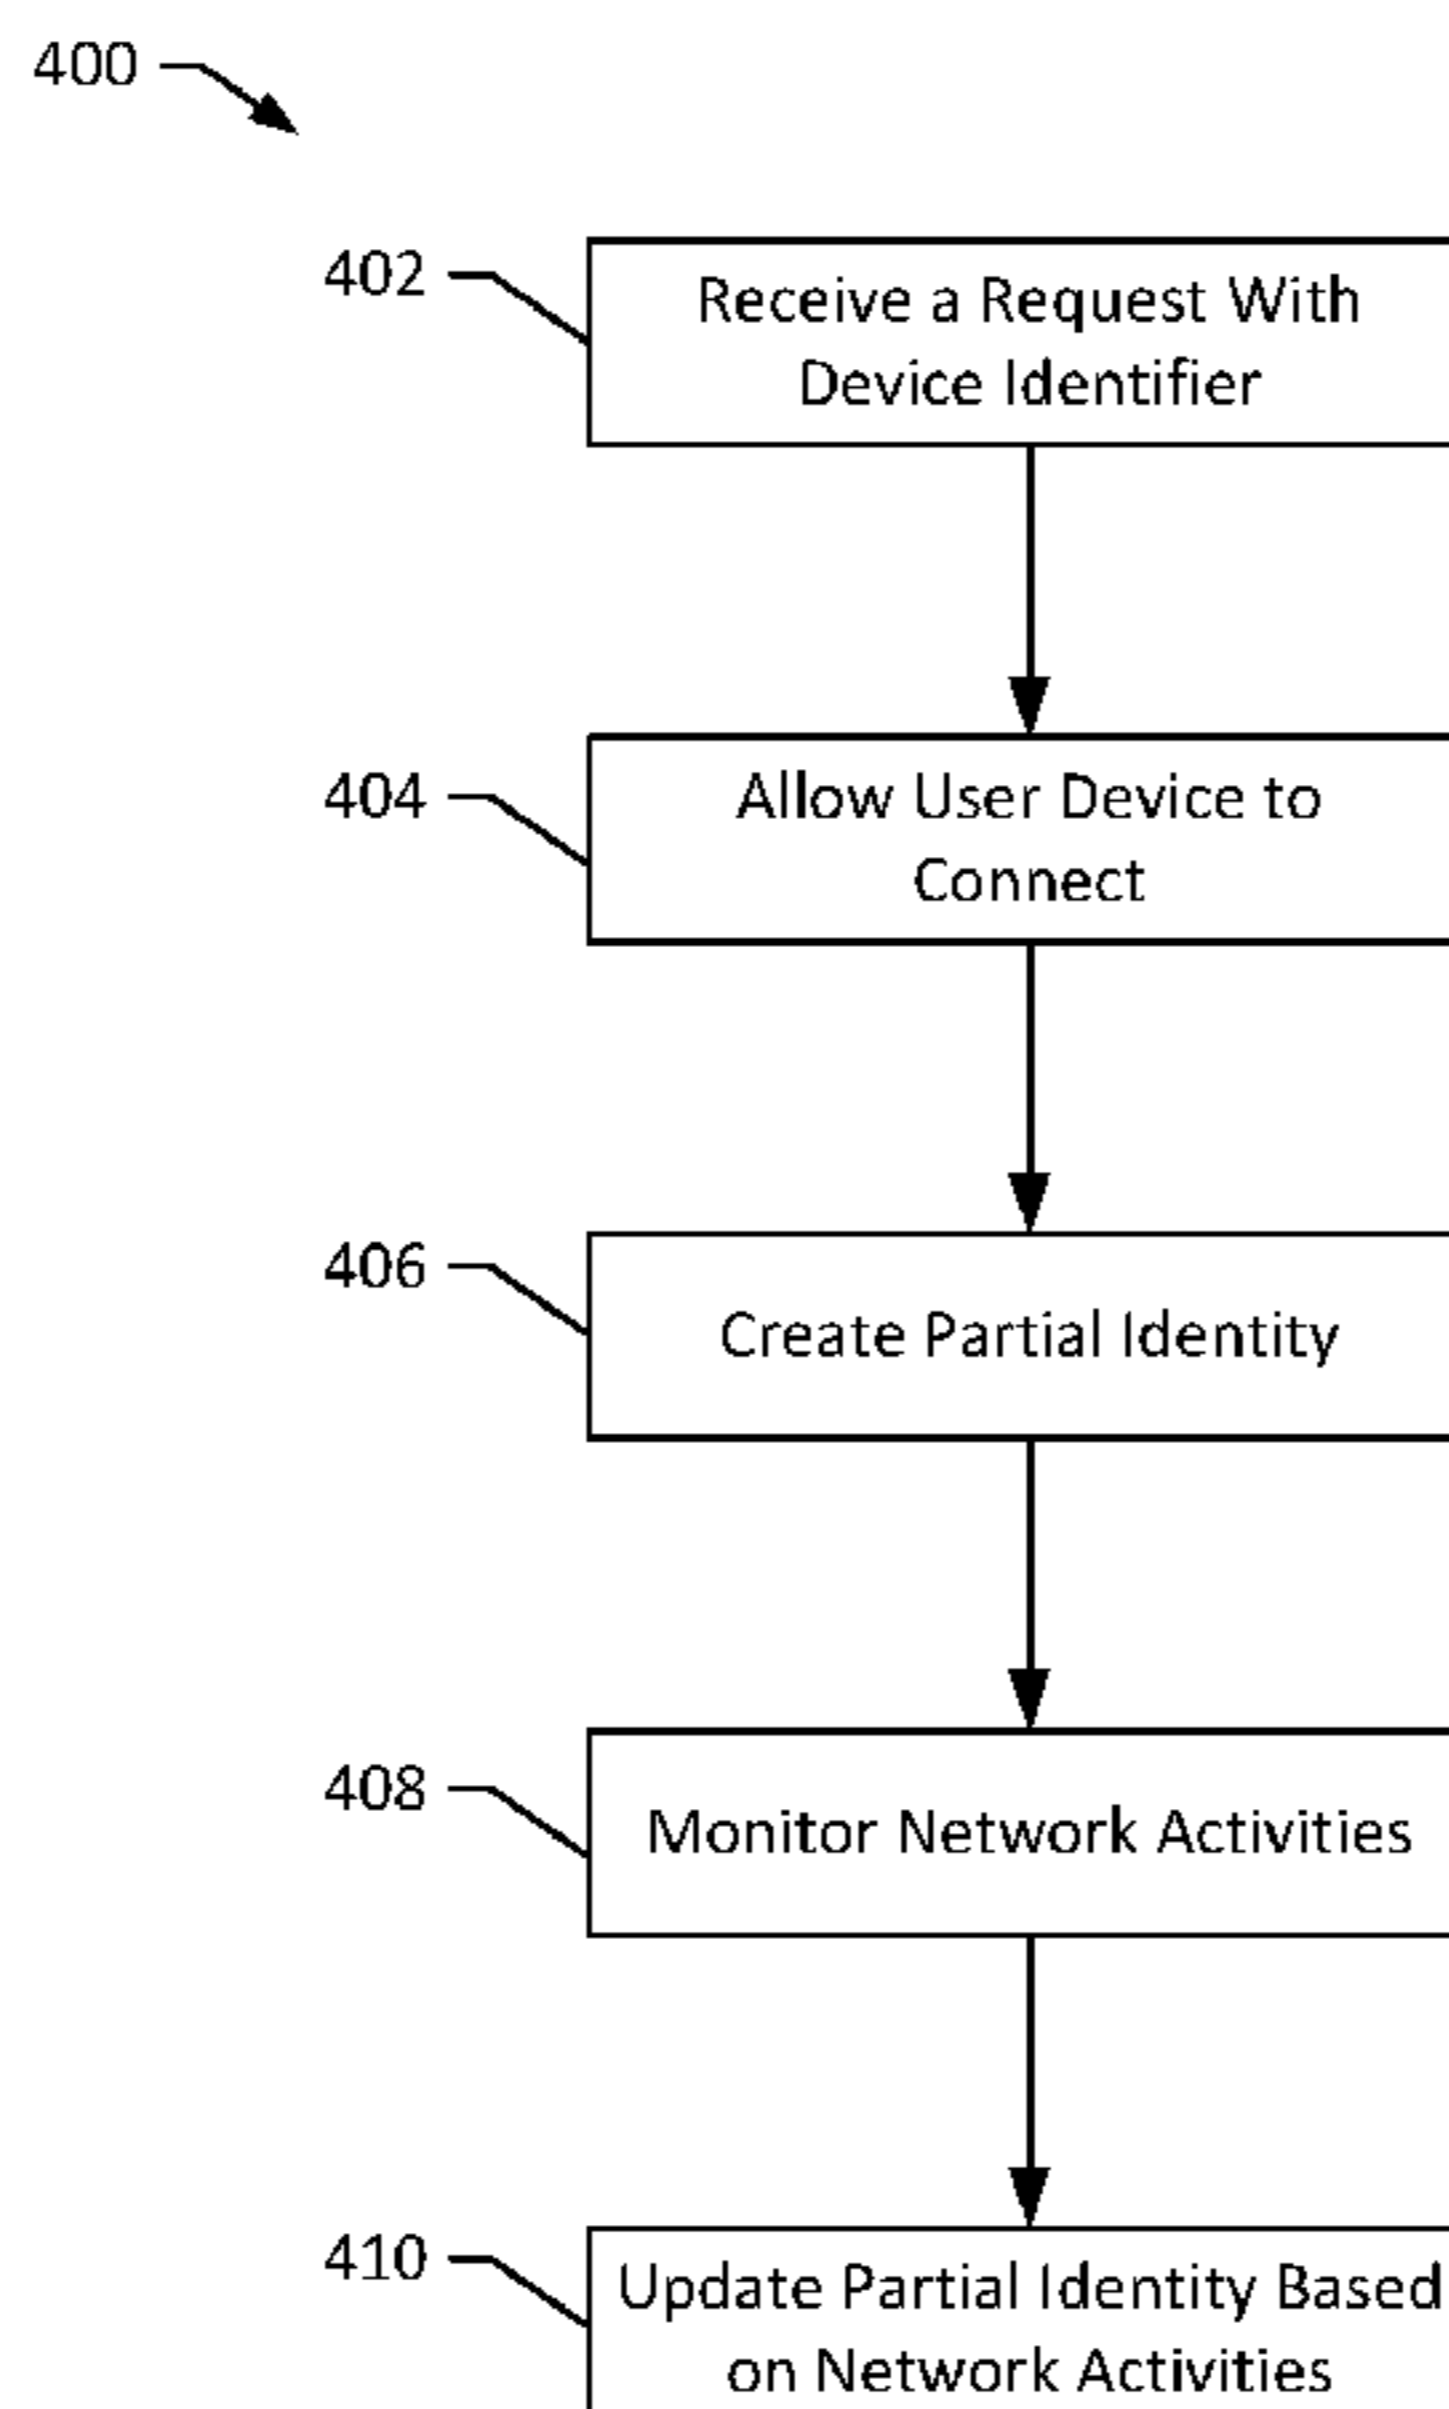 400
402
Receive a Request With
Device Identifier
404
Allow User Device to
Connect
406
Create Partial Identity
408
Monitor Network Activities
410
Update Partial Identity Based
on Network Activities